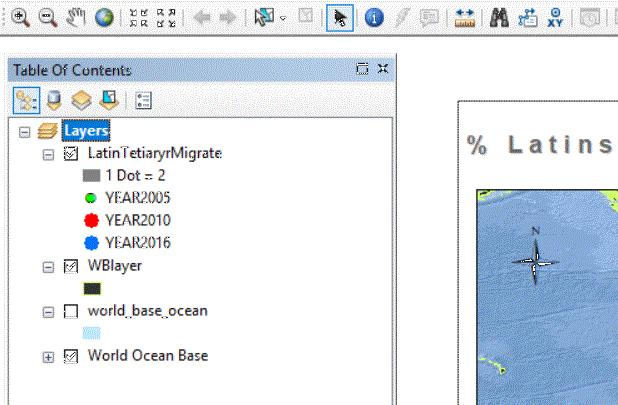 XY
Table Of Contents
Layers
LatinTetiaryrMigrate
1 Dot = 2
YEAR2005
YEAR2010
YEAR2016
WBlayer
world_base_ocean
World Ocean Base
% Latins
N